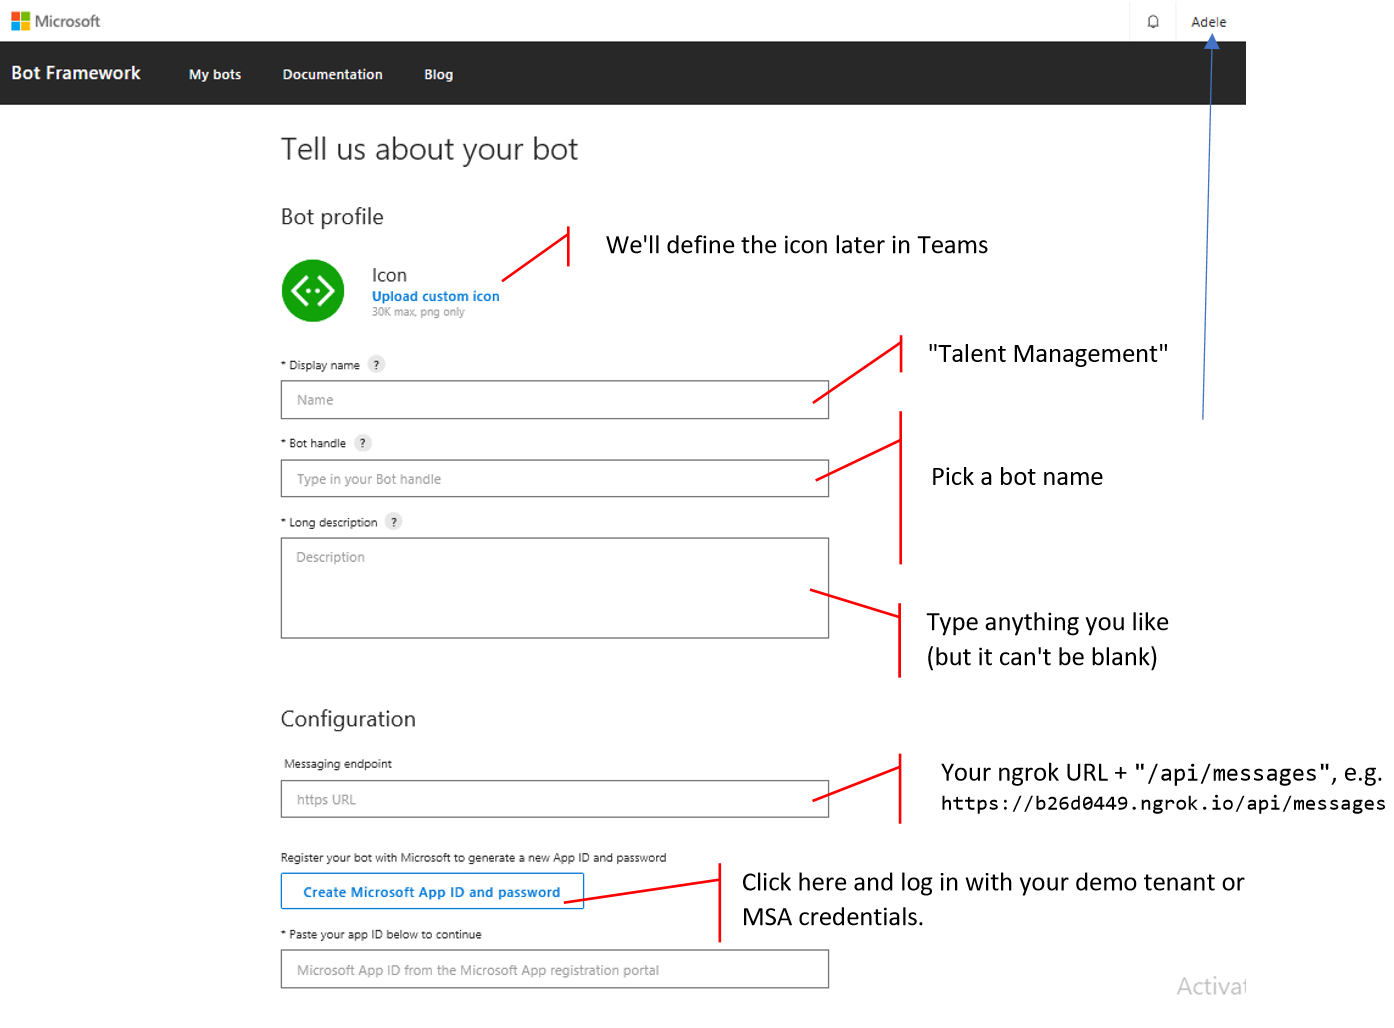 Microsoft
Adele
Bot Framework
My bots
Documentation
Blog
Tell us about your bot
Bot profile
We'll define the icon later in Teams
Icon
Upload custom icon
30K max, png only
"Talent Management"
* Display name ?
Name
* Bot handle ?
Type in your Bot handle
Pick a bot name
* Long description ?
Description
Type anything you like
(but it can't be blank)
Configuration
Messaging endpoint
https URL
Your ngrok URL + "/api/messages", e.g.
https://b26d0449.ngrok.io/api/messages
Register your bot with Microsoft to generate a new App ID and password
Create Microsoft App ID and password
Click here and log in with your demo tenant or
MSA credentials.
* Paste your app ID below to continue
Microsoft App ID from the Microsoft App registration portal
Activat